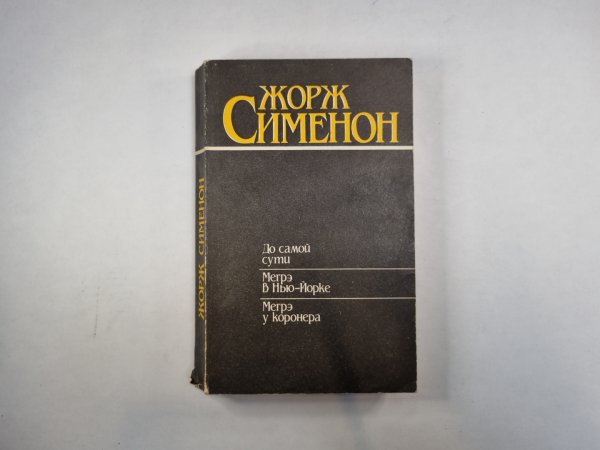 ЖОРЖ
СИМЕНОН
До самой
сути
Мегрэ
в Нью-Йорке
Мегрэ
у коронера
ЖОРЖ СИМЕНОН